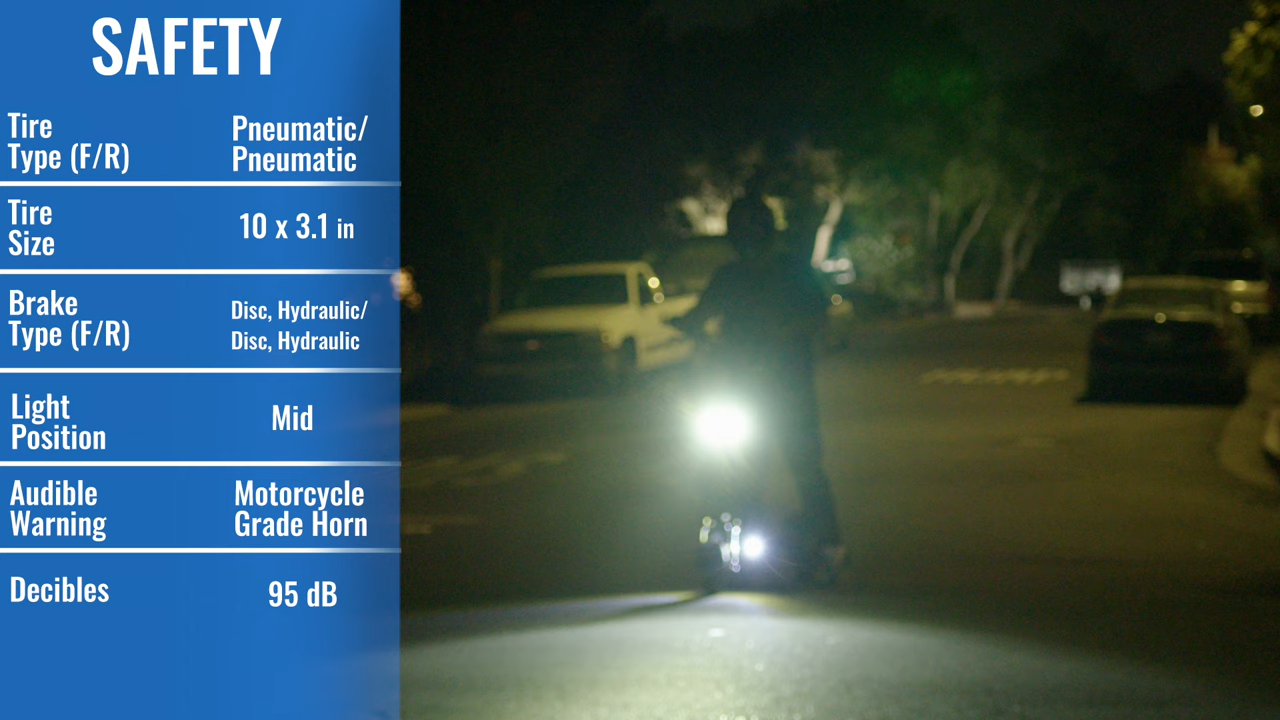 SAFETY
Tire
Type (F/R)
Pneumatic/
Pneumatic
Tire
Size
10 x 3.1 in
Brake
Type (F/R)
Disc, Hydraulic/
Disc, Hydraulic
Light
Position
Mid
Audible
Warning
Motorcycle
Grade Horn
Decibles
95 dB